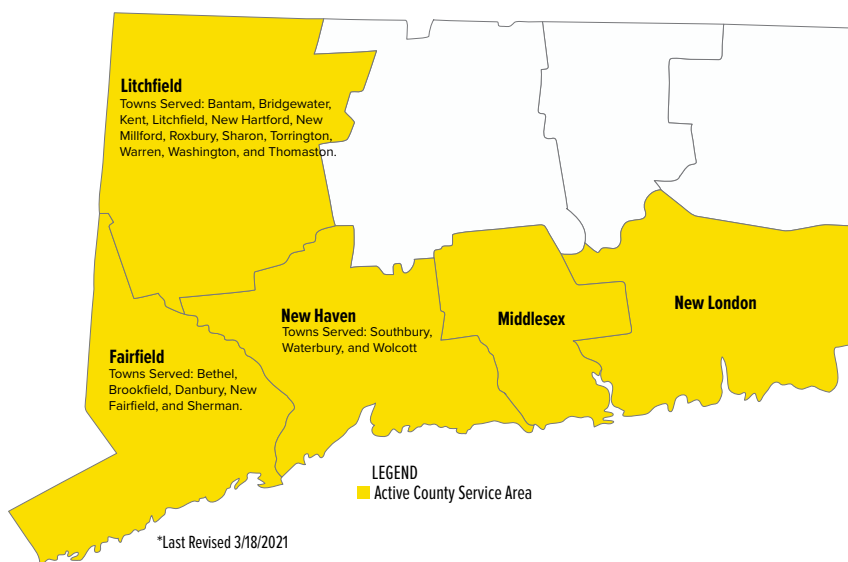 Litchfield
Towns Served: Bantam, Bridgewater,
Kent, Litchfield, New Hartford, New
Millford, Roxbury, Sharon, Torrington,
Warren, Washington, and Thomaston.
New Haven
Towns Served: Southbury,
Waterbury, and Wolcott
Middlesex
New London
Fairfield
Towns Served: Bethel,
Brookfield, Danbury, New
Fairfield, and Sherman.
LEGEND
Active County Service Area
*Last Revised 3/18/2021